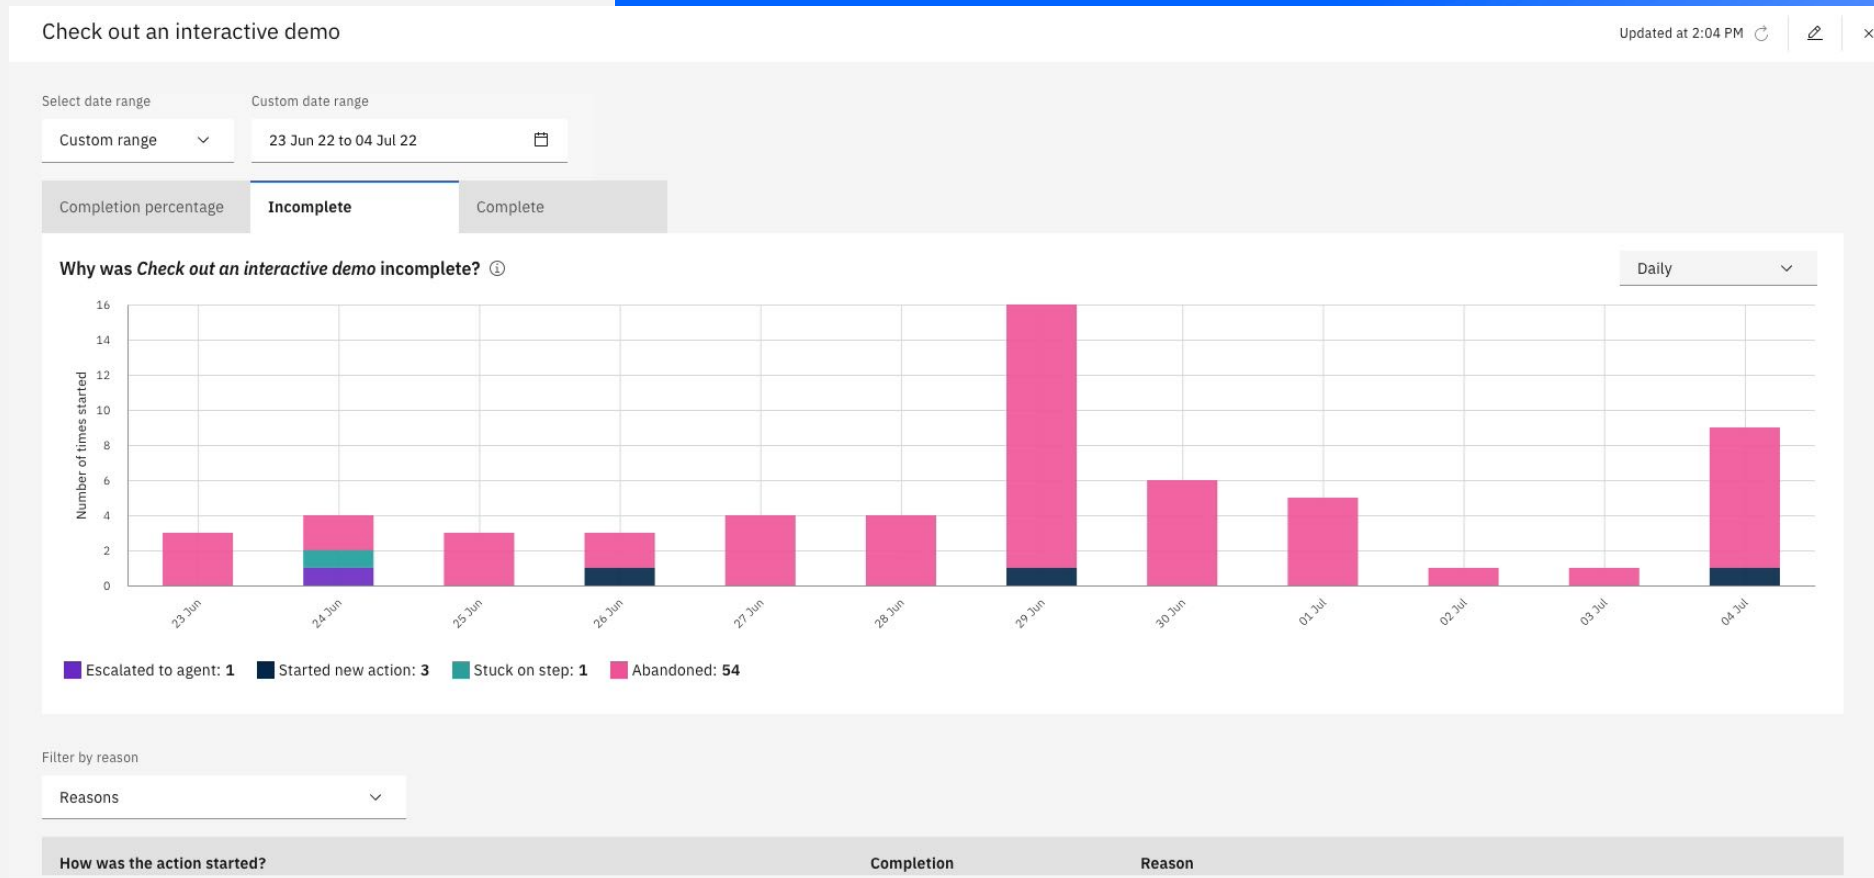 Check out an interactive demo
Updated at 2:04 PM
Select date range
Custom date range
Custom range
23 Jun 22 to 04 Jul 22
Completion percentage
Incomplete
Complete
Why was Check out an interactive demo incomplete?
Daily
Number of times started
16
14
12
10
8
6
4
2
0
23 Jun
24 Jun
25 Jun
26 Jun
27 Jun
28 Jun
29 Jun
30 Jun
01 Jul
02 Jul
03 Jul
04 Jul
Escalated to agent: 1
Started new action: 3
Stuck on step: 1
Abandoned: 54
Filter by reason
Reasons
How was the action started?
Completion
Reason